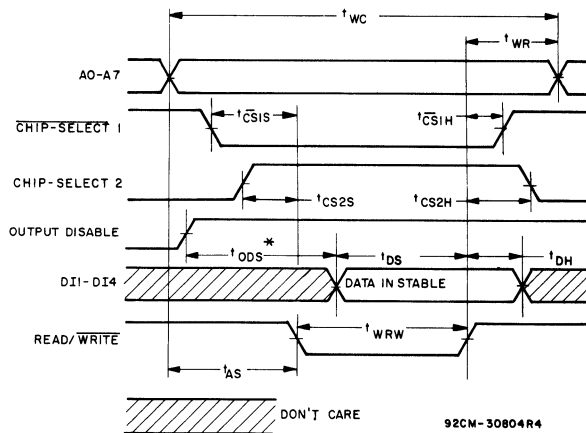 tWC
tWR
A0-A7
tCS1S
tCS1H
CHIP-SELECT 1
CHIP-SELECT 2
tCS2S
tCS2H
OUTPUT DISABLE
tODS*
tDS
tDH
DI1-DI4
DATA IN STABLE
READ/WRITE
tWRW
tAS
DON'T CARE
92CM-30804R4